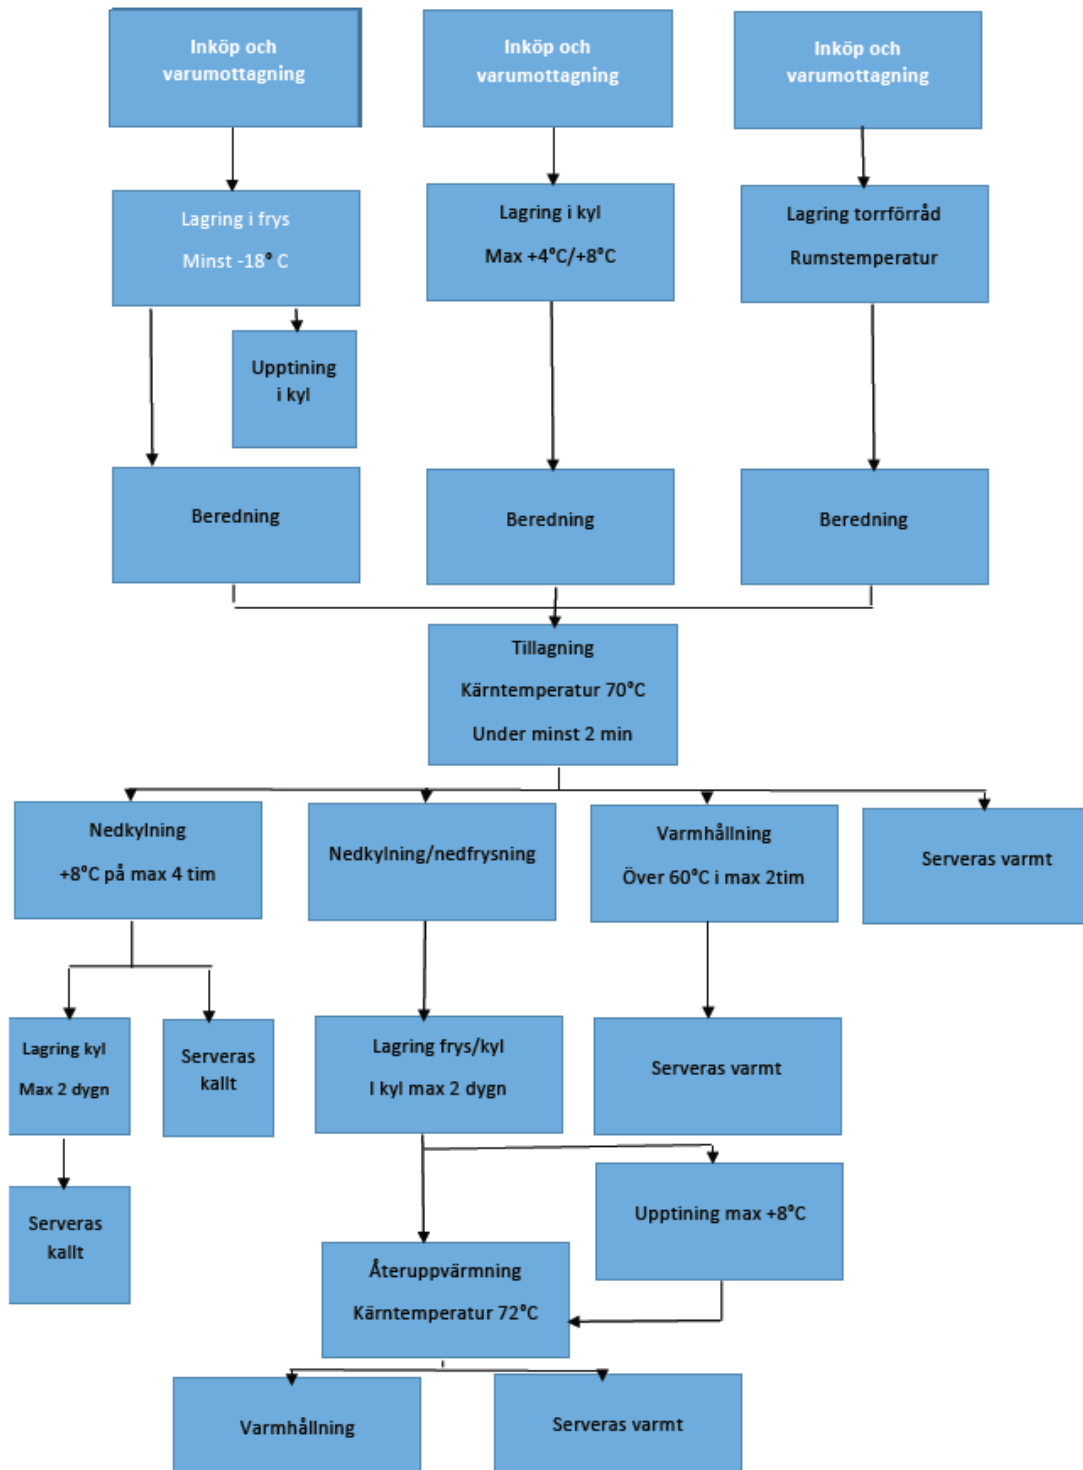 Inköp och
varumottagning
Inköp och
varumottagning
Inköp och
varumottagning
Lagring i frys
Minst -18° C
Lagring i kyl
Max +4°C/+8°C
Lagring torrförråd
Rumstemperatur
Upptining
i kyl
Beredning
Beredning
Beredning
Tillagning
Kärntemperatur 70°C
Under minst 2 min
Nedkylning
+8°C på max 4 tim
Nedkylning/nedfrysning
Varmhållning
Över 60°C i max 2tim
Serveras varmt
Lagring kyl
Max 2 dygn
Serveras
kallt
Lagring frys/kyl
I kyl max 2 dygn
Serveras varmt
Serveras
kallt
Upptining max +8°C
Återuppvärmning
Kärntemperatur 72°C
Varmhållning
Serveras varmt